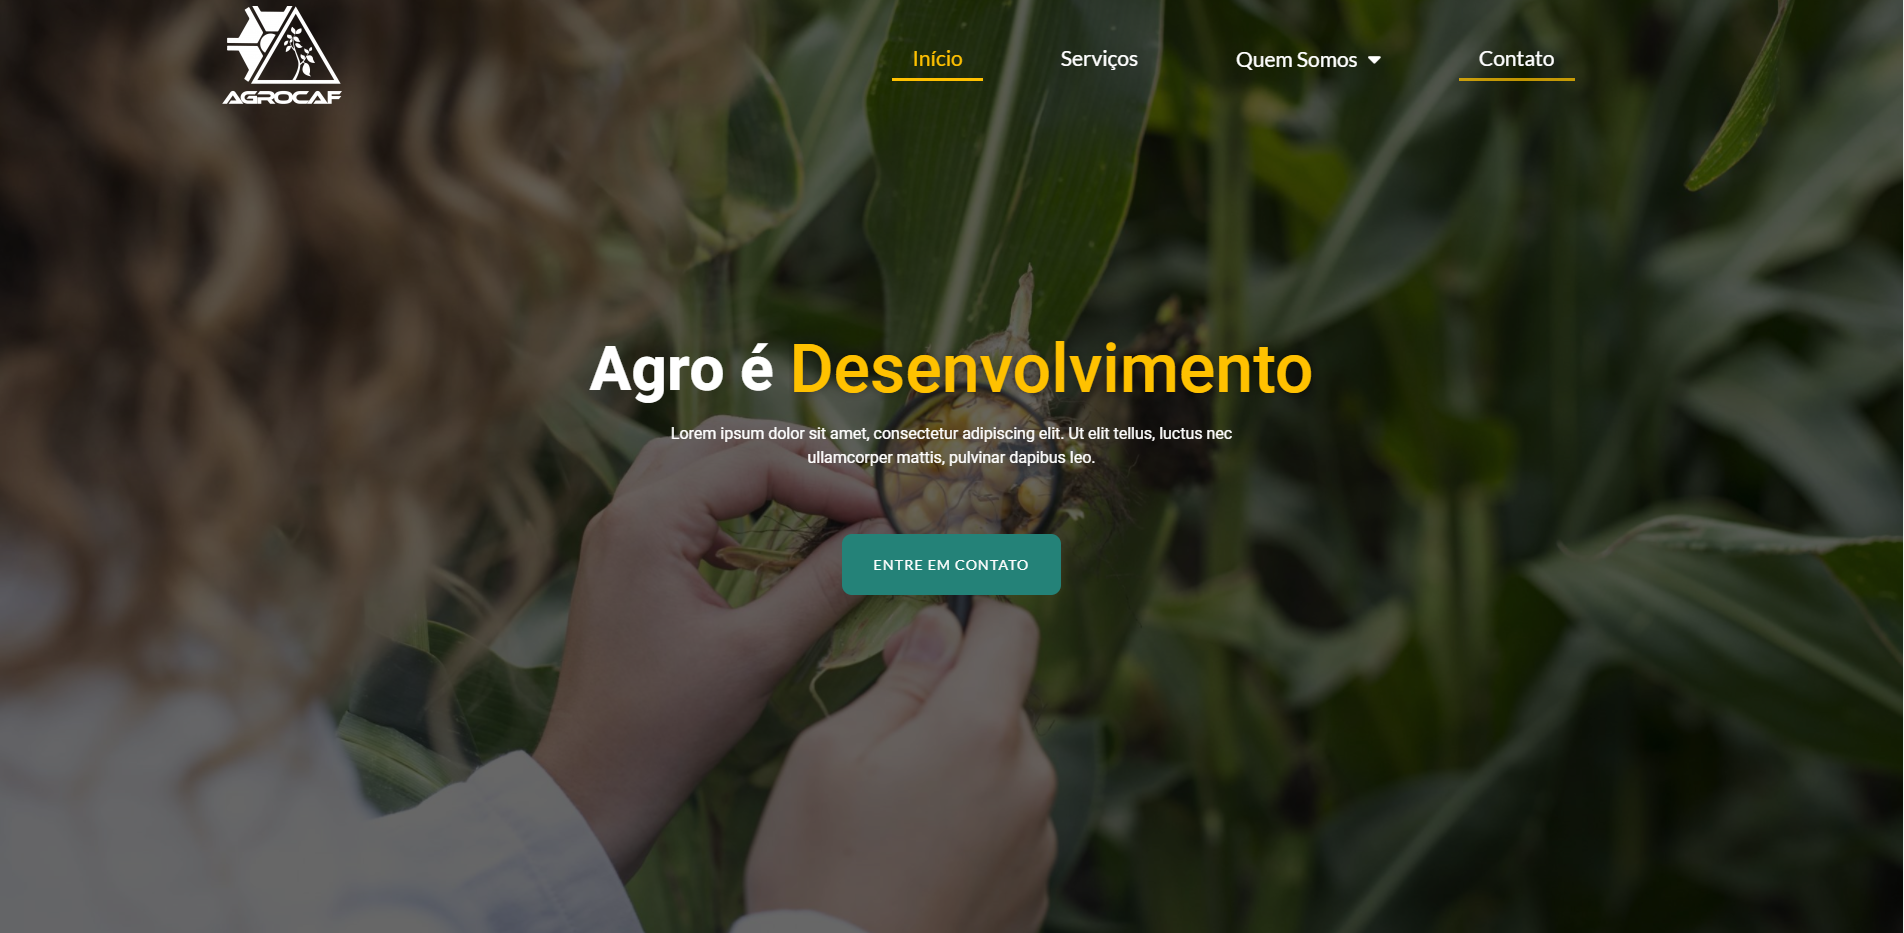 AGROCAF
Início
Serviços
Quem Somos
Contato
Agro é Desenvolvimento
Lorem ipsum dolor sit amet, consectetur adipiscing elit. Ut elit tellus, luctus nec
ullamcorper mattis, pulvinar dapibus leo.
ENTRE EM CONTATO